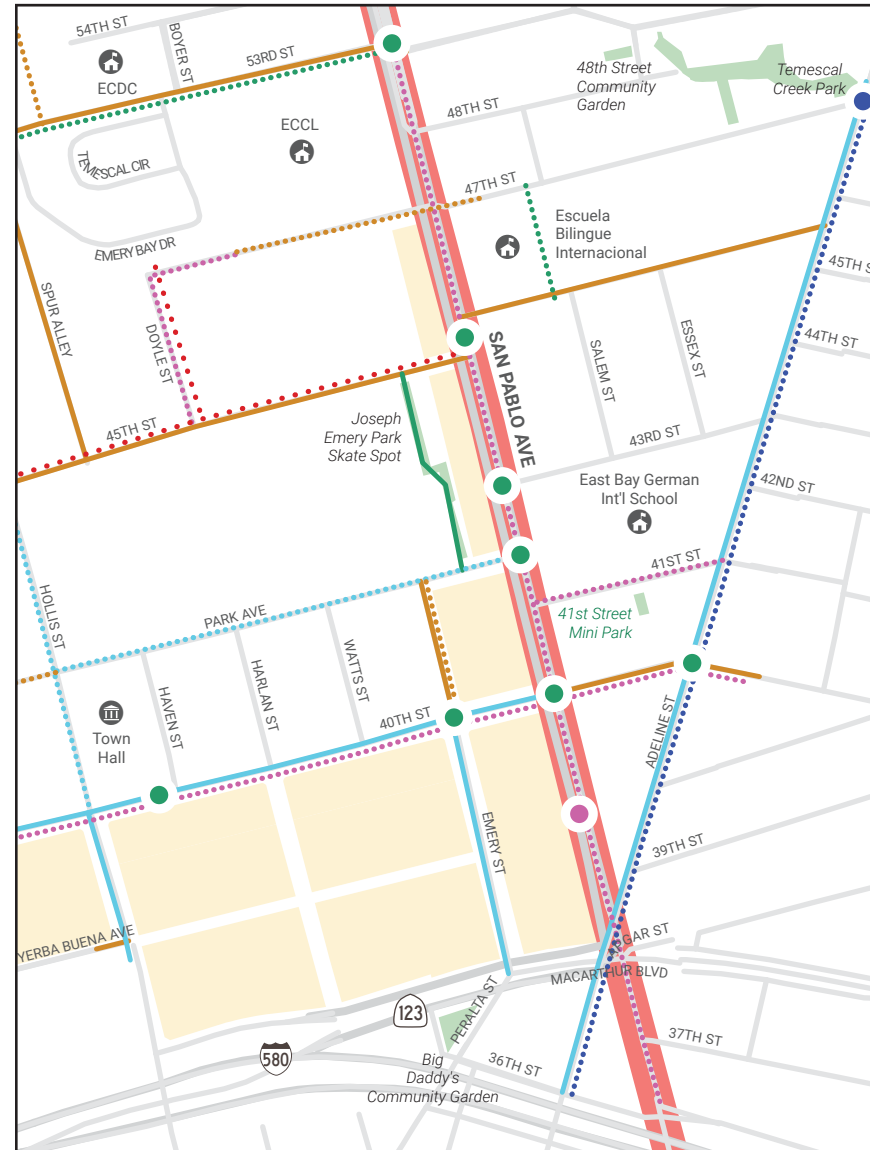 54TH ST
BOYER ST
53RD ST
ECDC
48th Street
Community
Garden
Temescal
Creek Park
48TH ST
ECCL
TEMESCAL CIR
47TH ST
EMERY BAY DR
Escuela
Bilingue
Internacional
45TH S
SPUR ALLEY
DOYLE ST
SAN PABLO AVE
SALEM ST
ESSEX ST
44TH ST
45TH ST
Joseph
Emery Park
Skate Spot
43RD ST
East Bay German
Int'l School
42ND ST
HOLLIS ST
41ST ST
PARK AVE
41st Street
Mini Park
WATTS ST
HARLAN ST
HAVEN ST
Town
Hall
40TH ST
ADELINE ST
EMERY ST
39TH ST
YERBA BUENA AVE
APGAR ST
MACARTHUR BLVD
PERALTA ST
123
580
37TH ST
36TH ST
Big
Daddy's
Community Garden